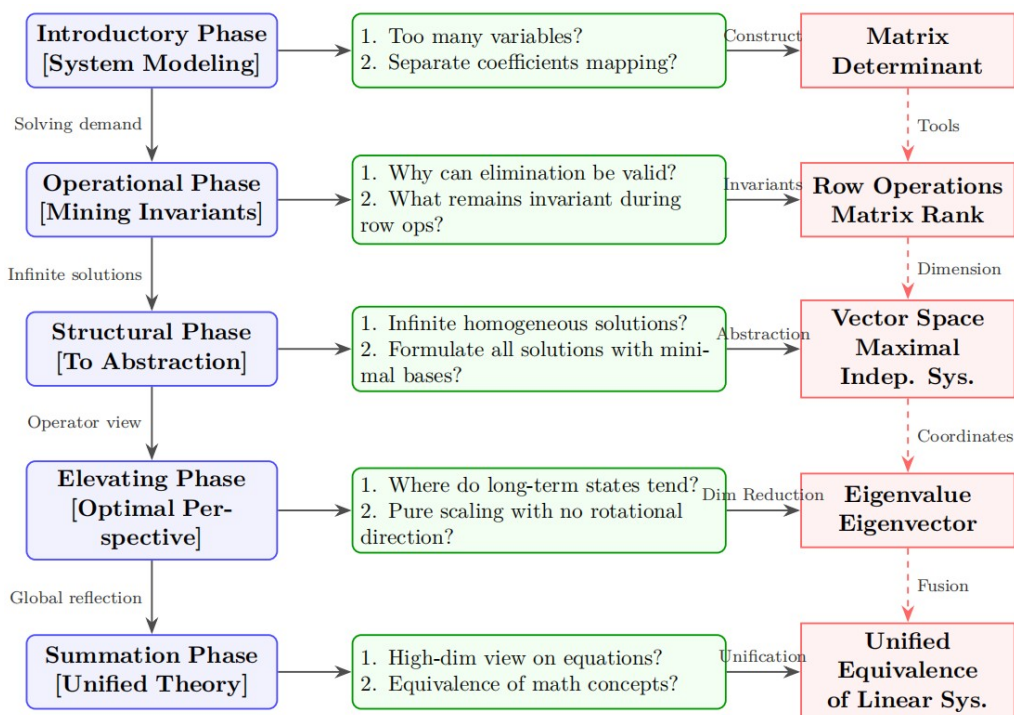 Introductory Phase
[System Modeling]
1. Too many variables?
2. Separate coefficients mapping?
Construct
Matrix
Determinant
Solving demand
Tools
Operational Phase
[Mining Invariants]
1. Why can elimination be valid?
2. What remains invariant during
row ops?
Invariants
Row Operations
Matrix Rank
Infinite solutions
Dimension
Structural Phase
[To Abstraction]
1. Infinite homogeneous solutions?
2. Formulate all solutions with mini-
mal bases?
Abstraction
Vector Space
Maximal
Indep. Sys.
Operator view
Coordinates
Elevating Phase
[Optimal Per-
spective]
1. Where do long-term states tend?
2. Pure scaling with no rotational
direction?
Dim Reduction
Eigenvalue
Eigenvector
Global reflection
Fusion
Summation Phase
[Unified Theory]
1. High-dim view on equations?
2. Equivalence of math concepts?
Unification
Unified
Equivalence
of Linear Sys.